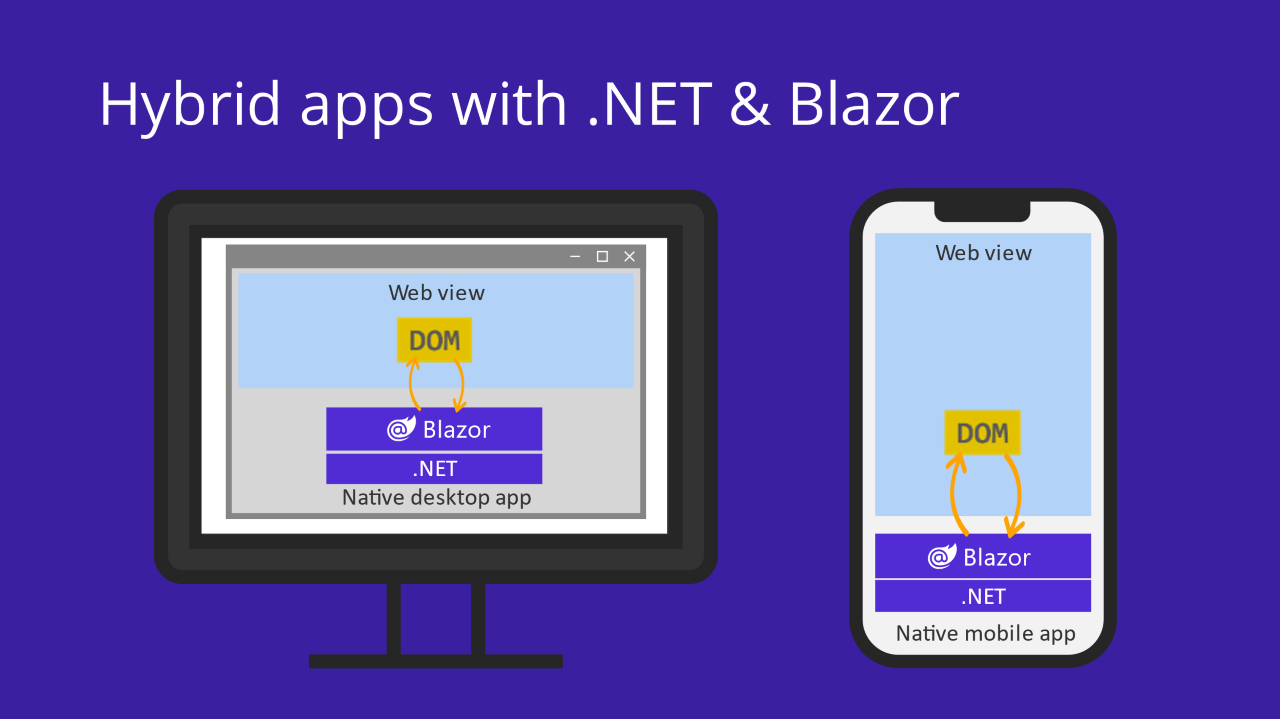 Hybrid apps with .NET & Blazor
Web view
DOM
@ Blazor
.NET
Native desktop app
Web view
DOM
@ Blazor
.NET
Native mobile app